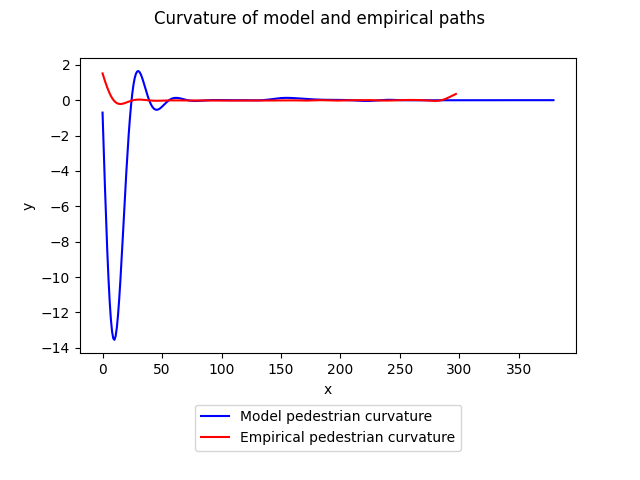 Curvature of model and empirical paths
2
0
−2
−4
−6
−8
−10
−12
−14
y
0 50 100 150 200 250 300 350
x
Model pedestrian curvature
Empirical pedestrian curvature